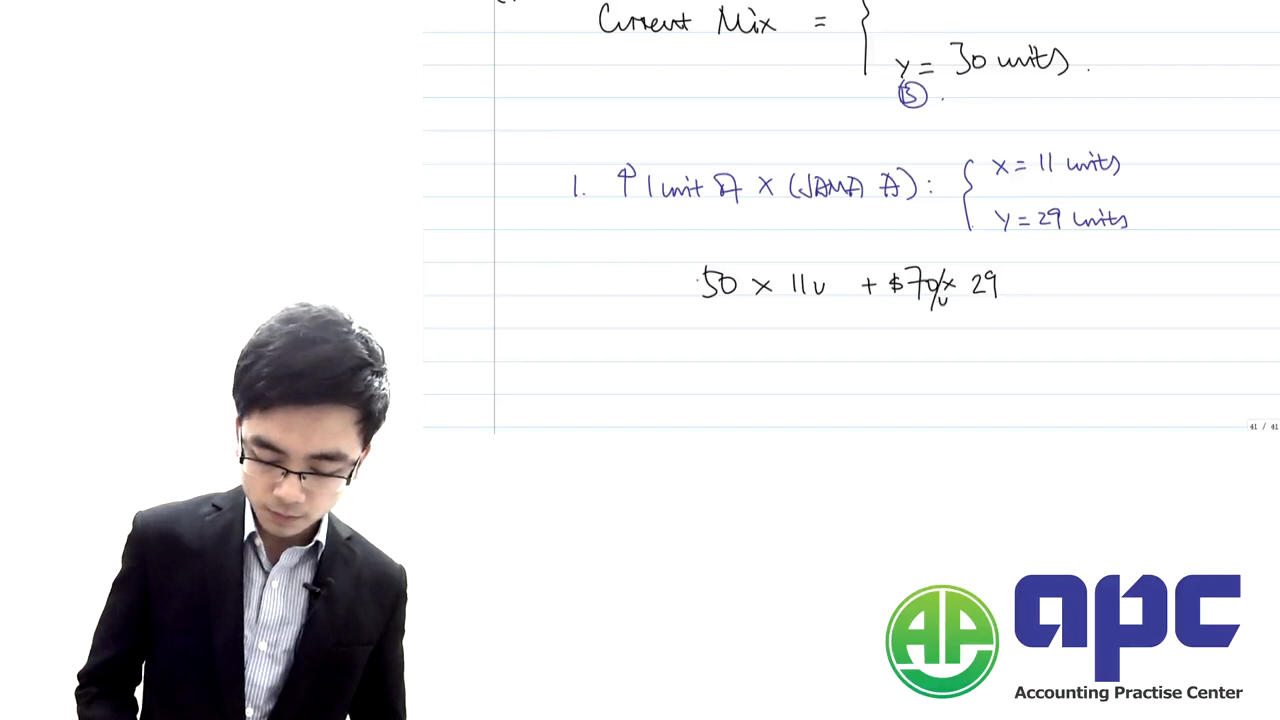 Current Mix = {
y = 30 units.
B.
1. ↑ 1 unit of X : { x = 11 units
y = 29 units
50 x 11u + $70/u x 29
41 / 41
AP
apc
Accounting Practise Center